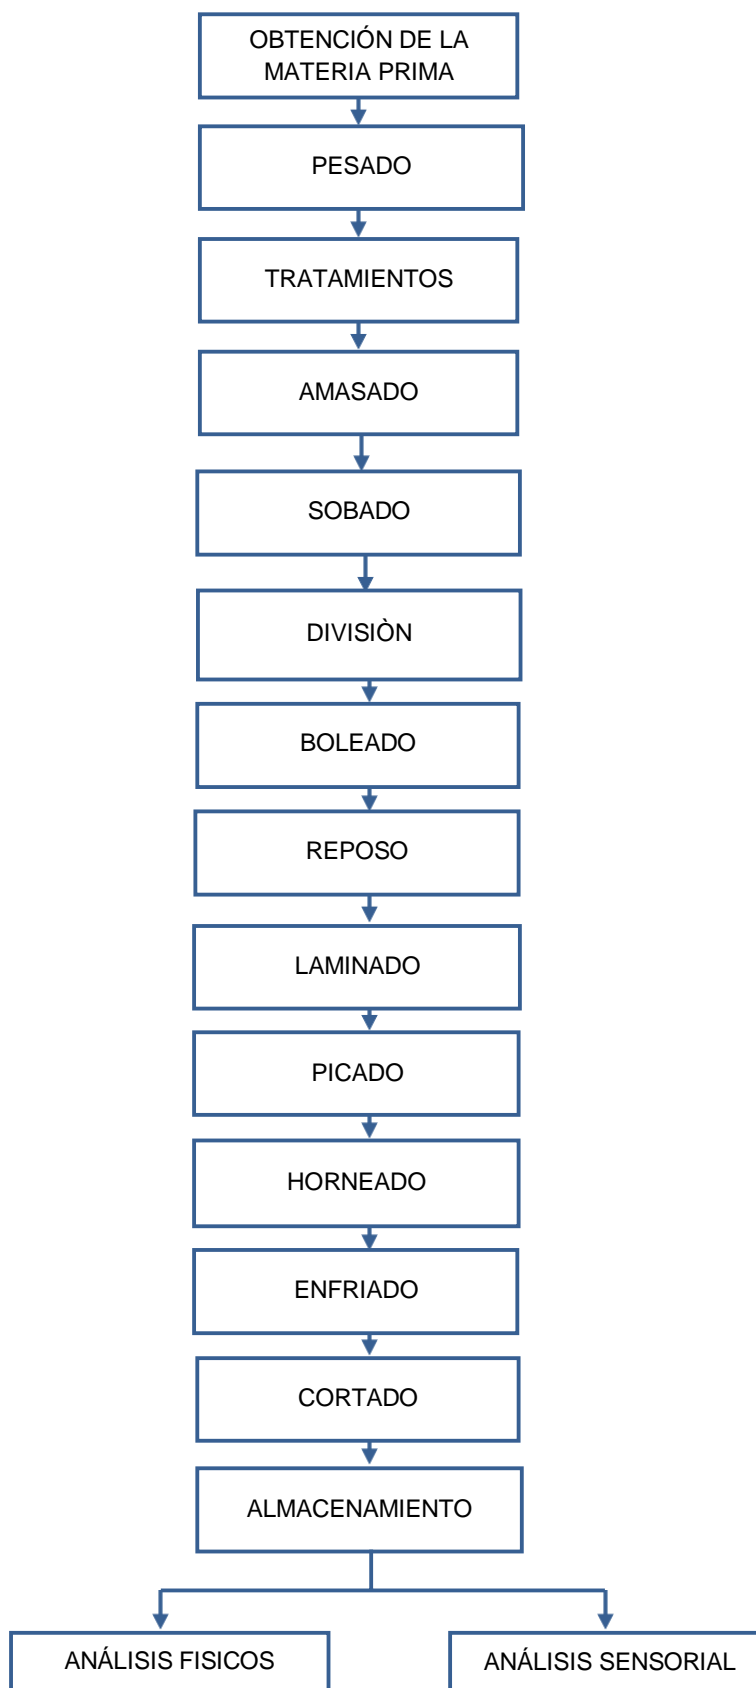 OBTENCIÓN DE LA
MATERIA PRIMA
PESADO
TRATAMIENTOS
AMASADO
SOBADO
DIVISIÒN
BOLEADO
REPOSO
LAMINADO
PICADO
HORNEADO
ENFRIADO
CORTADO
ALMACENAMIENTO
ANÁLISIS FISICOS
ANÁLISIS SENSORIAL